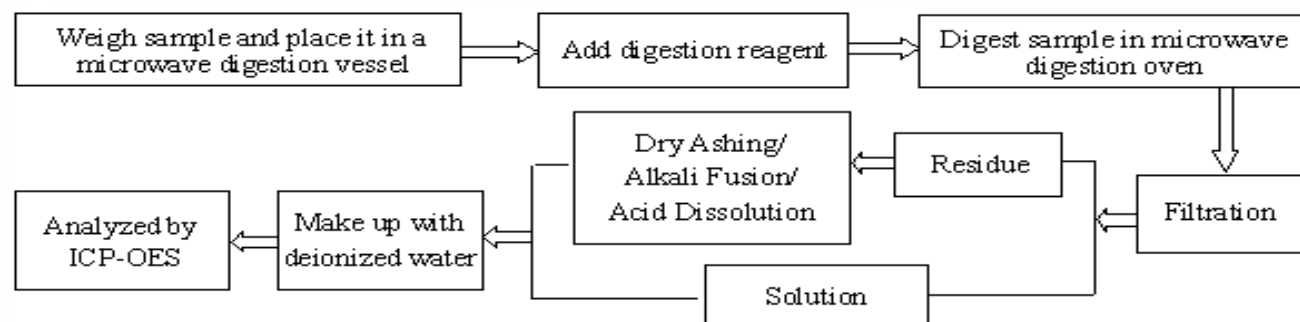 Weigh sample and place it in a
microwave digestion vessel
Add digestion reagent
Digest sample in microwave
digestion oven
Filtration
Residue
Dry Ashing/
Alkali Fusion/
Acid Dissolution
Solution
Make up with
deionized water
Analyzed by
ICP-OES